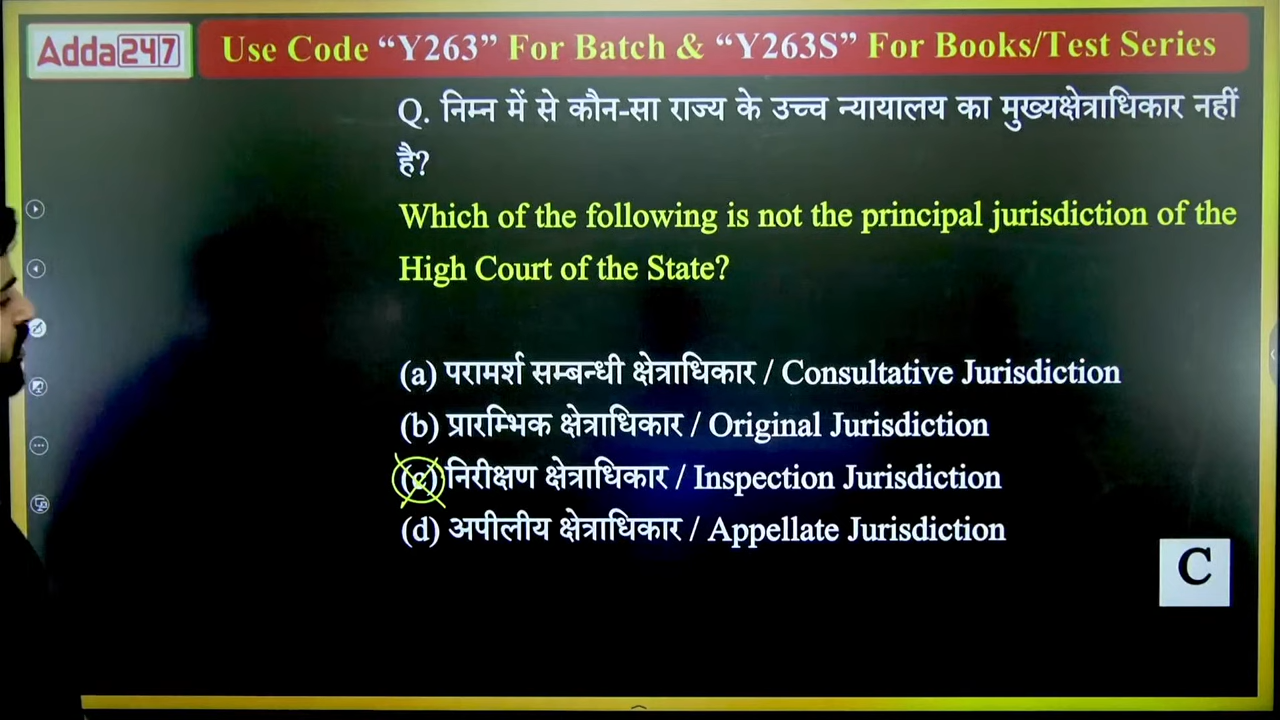 Adda247
Use Code “Y263” For Batch & “Y263S” For Books/Test Series
Q. निम्न में से कौन-सा राज्य के उच्च न्यायालय का मुख्यक्षेत्राधिकार नहीं
है?
Which of the following is not the principal jurisdiction of the
High Court of the State?
(a) परामर्श सम्बन्धी क्षेत्राधिकार / Consultative Jurisdiction
(b) प्रारम्भिक क्षेत्राधिकार / Original Jurisdiction
(c) निरीक्षण क्षेत्राधिकार / Inspection Jurisdiction
(d) अपीलीय क्षेत्राधिकार / Appellate Jurisdiction
C